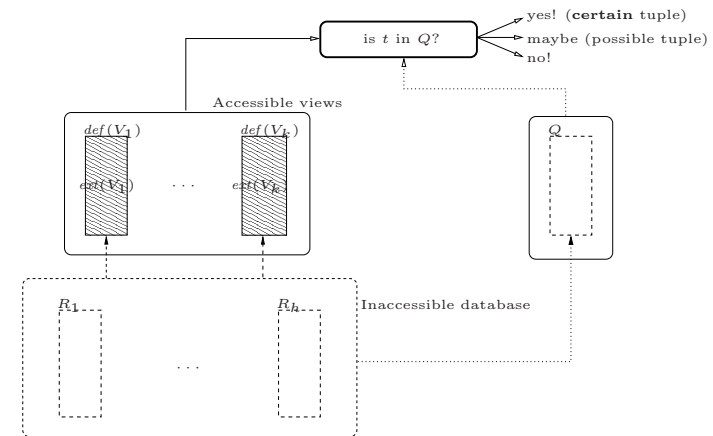 yes! (certain tuple)
is t in Q?
maybe (possible tuple)
no!
Accessible views
def(V1) def(Vk)
Q
ext(V1) . . . ext(Vk)
R1 Rh
Inaccessible database
. . .